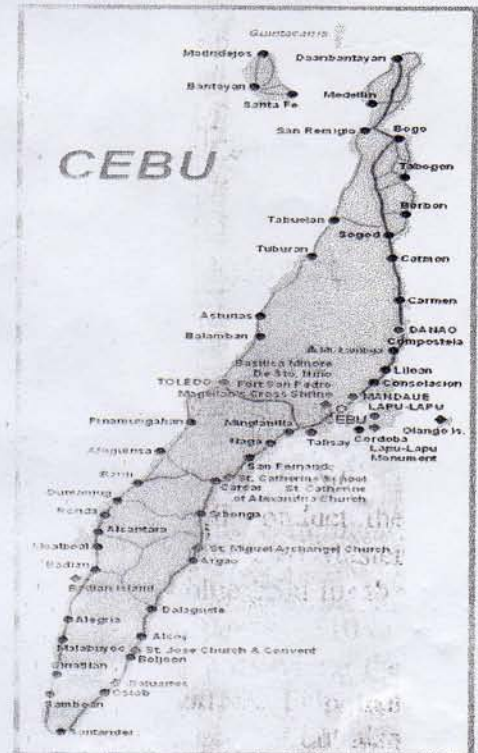 Madridejos
Daanbantayan
Bantayan
Santa Fe
Medellin
San Remigio
Bogo
CEBU
Tabogon
Borbon
Tabuelan
Sogod
Tuburan
Catmon
Asturias
Carmen
Balamban
DANAO
Compostela
Basilica Minore
De Sto. Nino
Liloan
TOLEDO
Fort San Pedro
Consolacion
Magellan's Cross Shrine
MANDAUE
LAPU-LAPU
Pinamungahan
Minglanilla
CEBU
Olango Is.
Naga
Talisay
Cordoba
Aloguinsa
Lapu-Lapu
Monument
San Fernando
Barili
St. Catherine School
Carcar
St. Catherine
of Alexandria Church
Dumanjug
Ronda
Sibonga
Alcantara
Moalboal
St. Miguel Archangel Church
Badian
Argao
Badian Island
Dalaguete
Alegria
Alcoy
Malabuyoc
St. Jose Church & Convent
Boljoon
Ginatilan
Oslob
Samboan
Santander